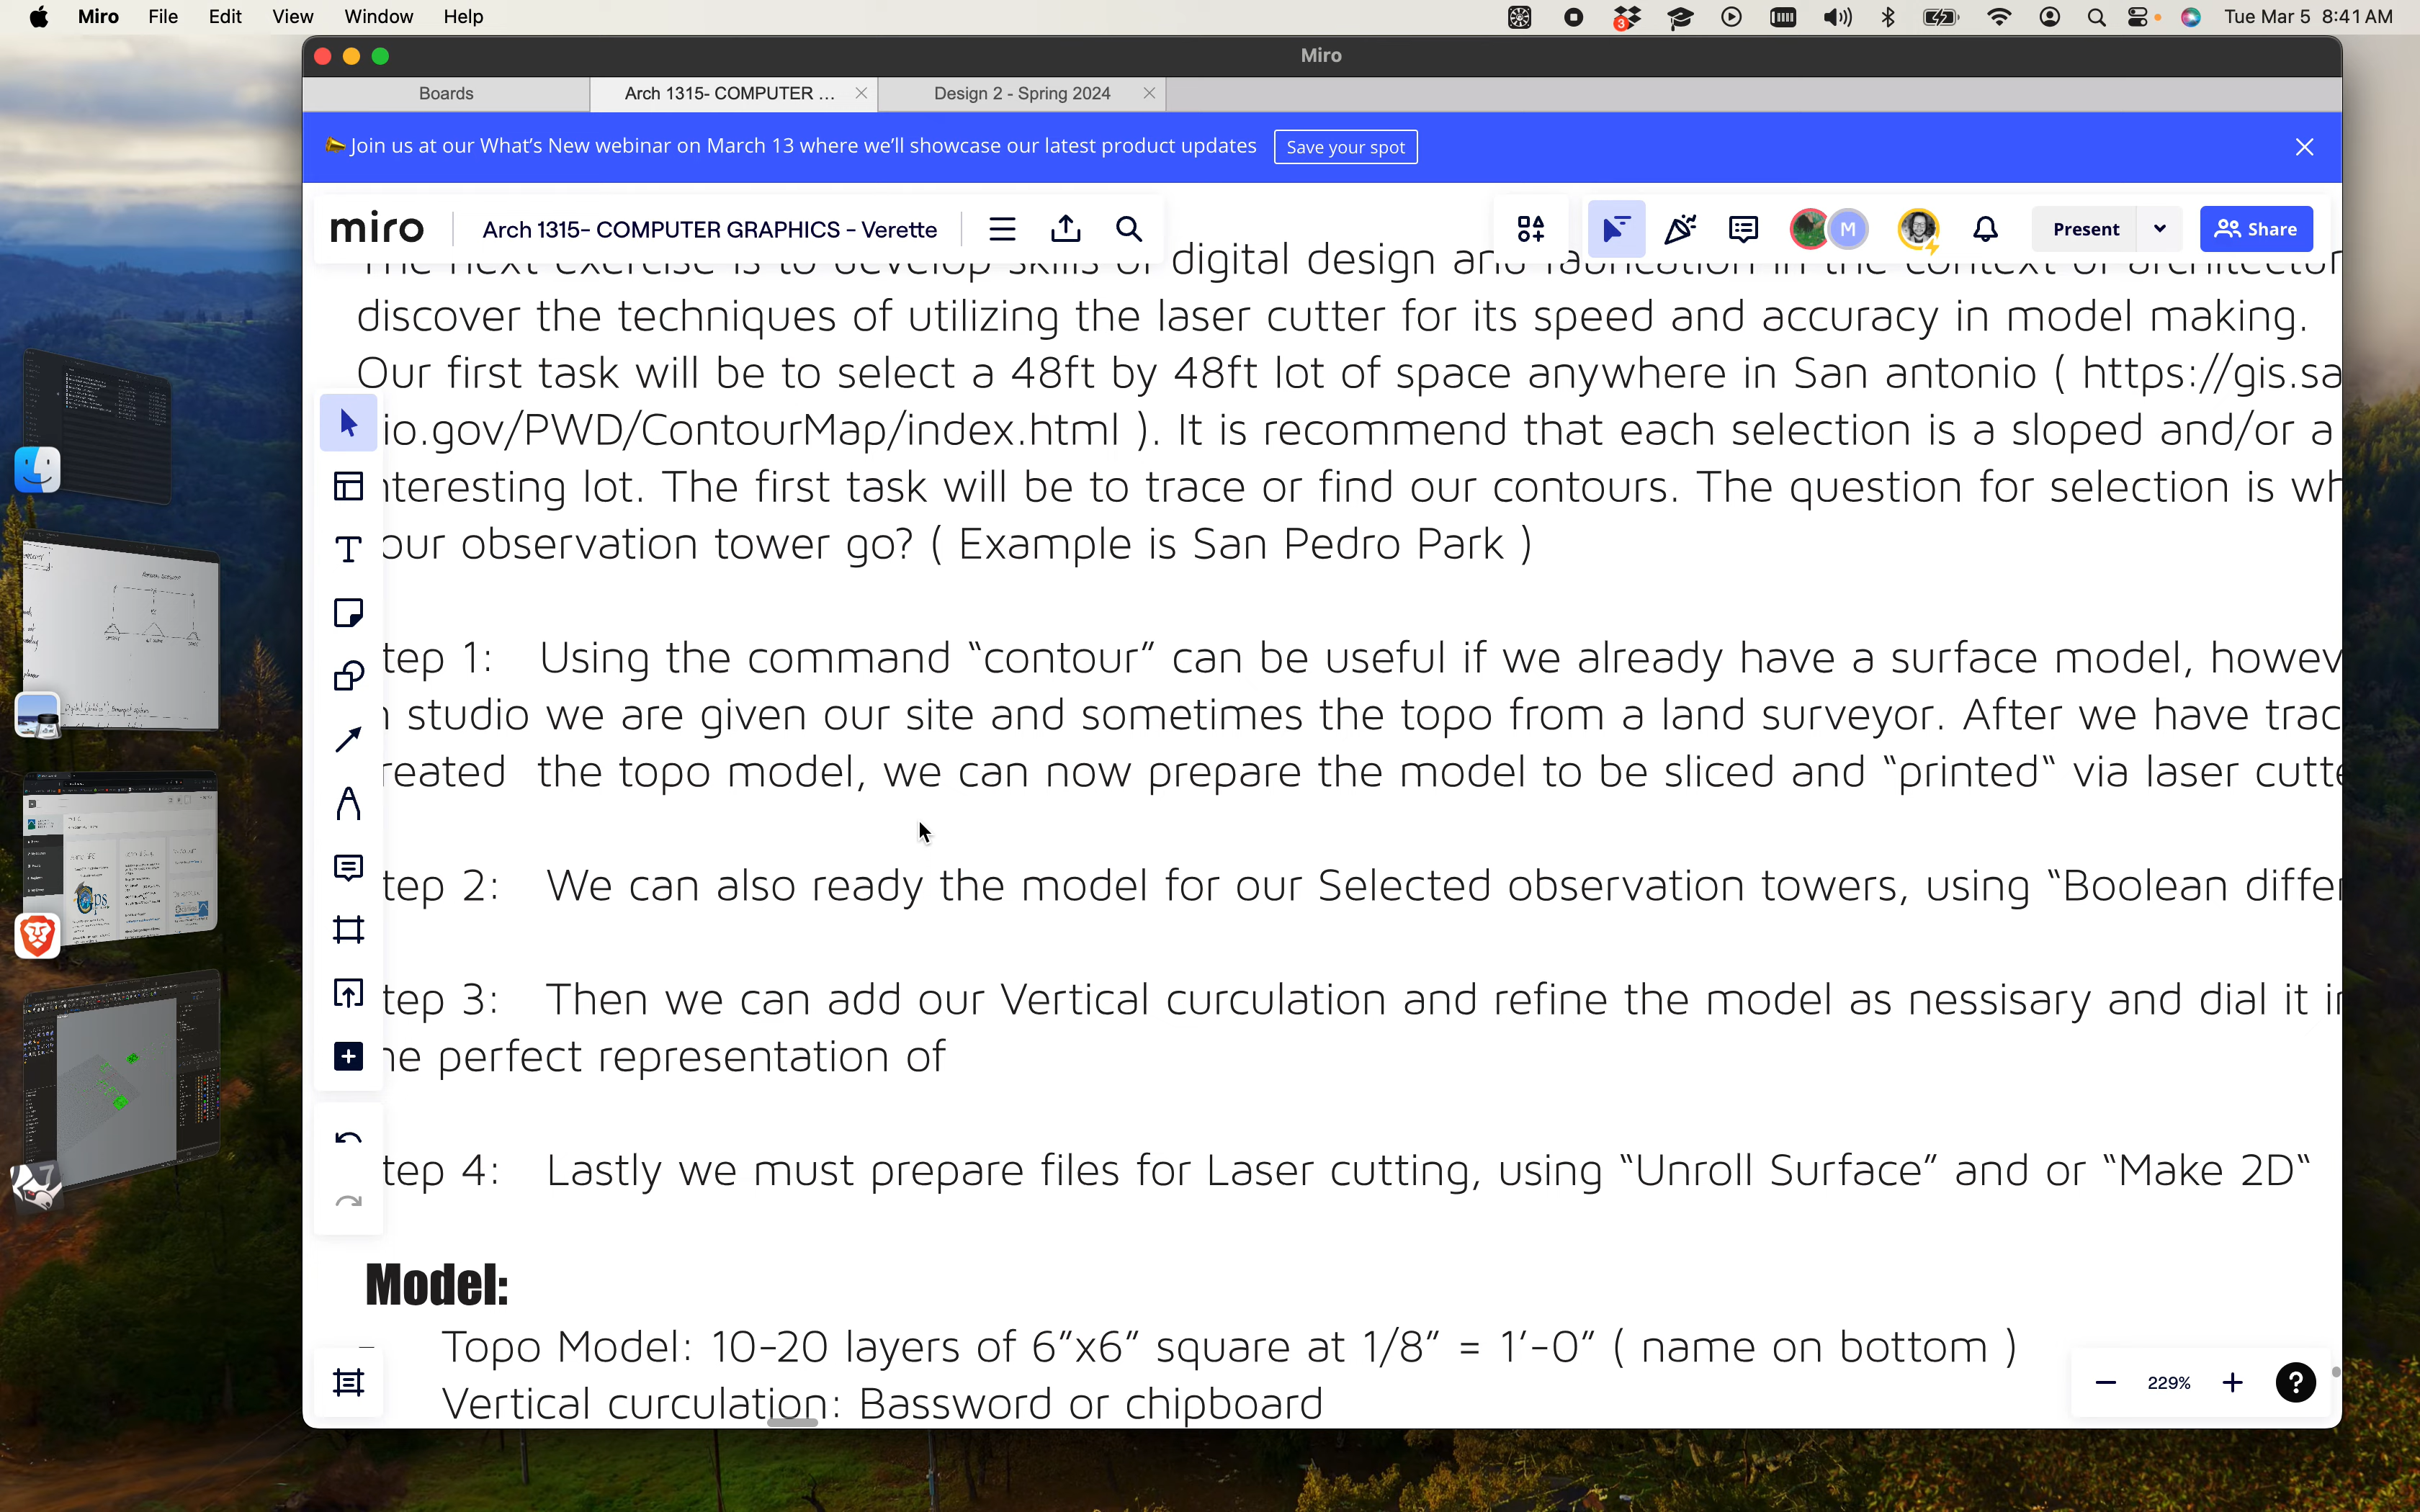 Miro File Edit View Window Help
3
Tue Mar 5 8:41 AM
Miro
Boards
Arch 1315- COMPUTER ...
Design 2 - Spring 2024
Join us at our What's New webinar on March 13 where we'll showcase our latest product updates
Save your spot
miro
Arch 1315- COMPUTER GRAPHICS - Verette
M
Present
Share
The next exercise is to develop skills of digital design and fabrication in the context of architectur
discover the techniques of utilizing the laser cutter for its speed and accuracy in model making.
Our first task will be to select a 48ft by 48ft lot of space anywhere in San antonio ( https://gis.sa
io.gov/PWD/ContourMap/index.html ). It is recommend that each selection is a sloped and/or a
nteresting lot. The first task will be to trace or find our contours. The question for selection is wh
our observation tower go? ( Example is San Pedro Park )
tep 1: Using the command “contour” can be useful if we already have a surface model, howev
n studio we are given our site and sometimes the topo from a land surveyor. After we have trac
reated the topo model, we can now prepare the model to be sliced and “printed“ via laser cutte
tep 2: We can also ready the model for our Selected observation towers, using “Boolean differ
tep 3: Then we can add our Vertical curculation and refine the model as nessisary and dial it in
he perfect representation of
tep 4: Lastly we must prepare files for Laser cutting, using “Unroll Surface” and or “Make 2D“
Model:
Topo Model: 10-20 layers of 6”x6” square at 1/8” = 1’-0” ( name on bottom )
Vertical curculation: Bassword or chipboard
229%
?
7